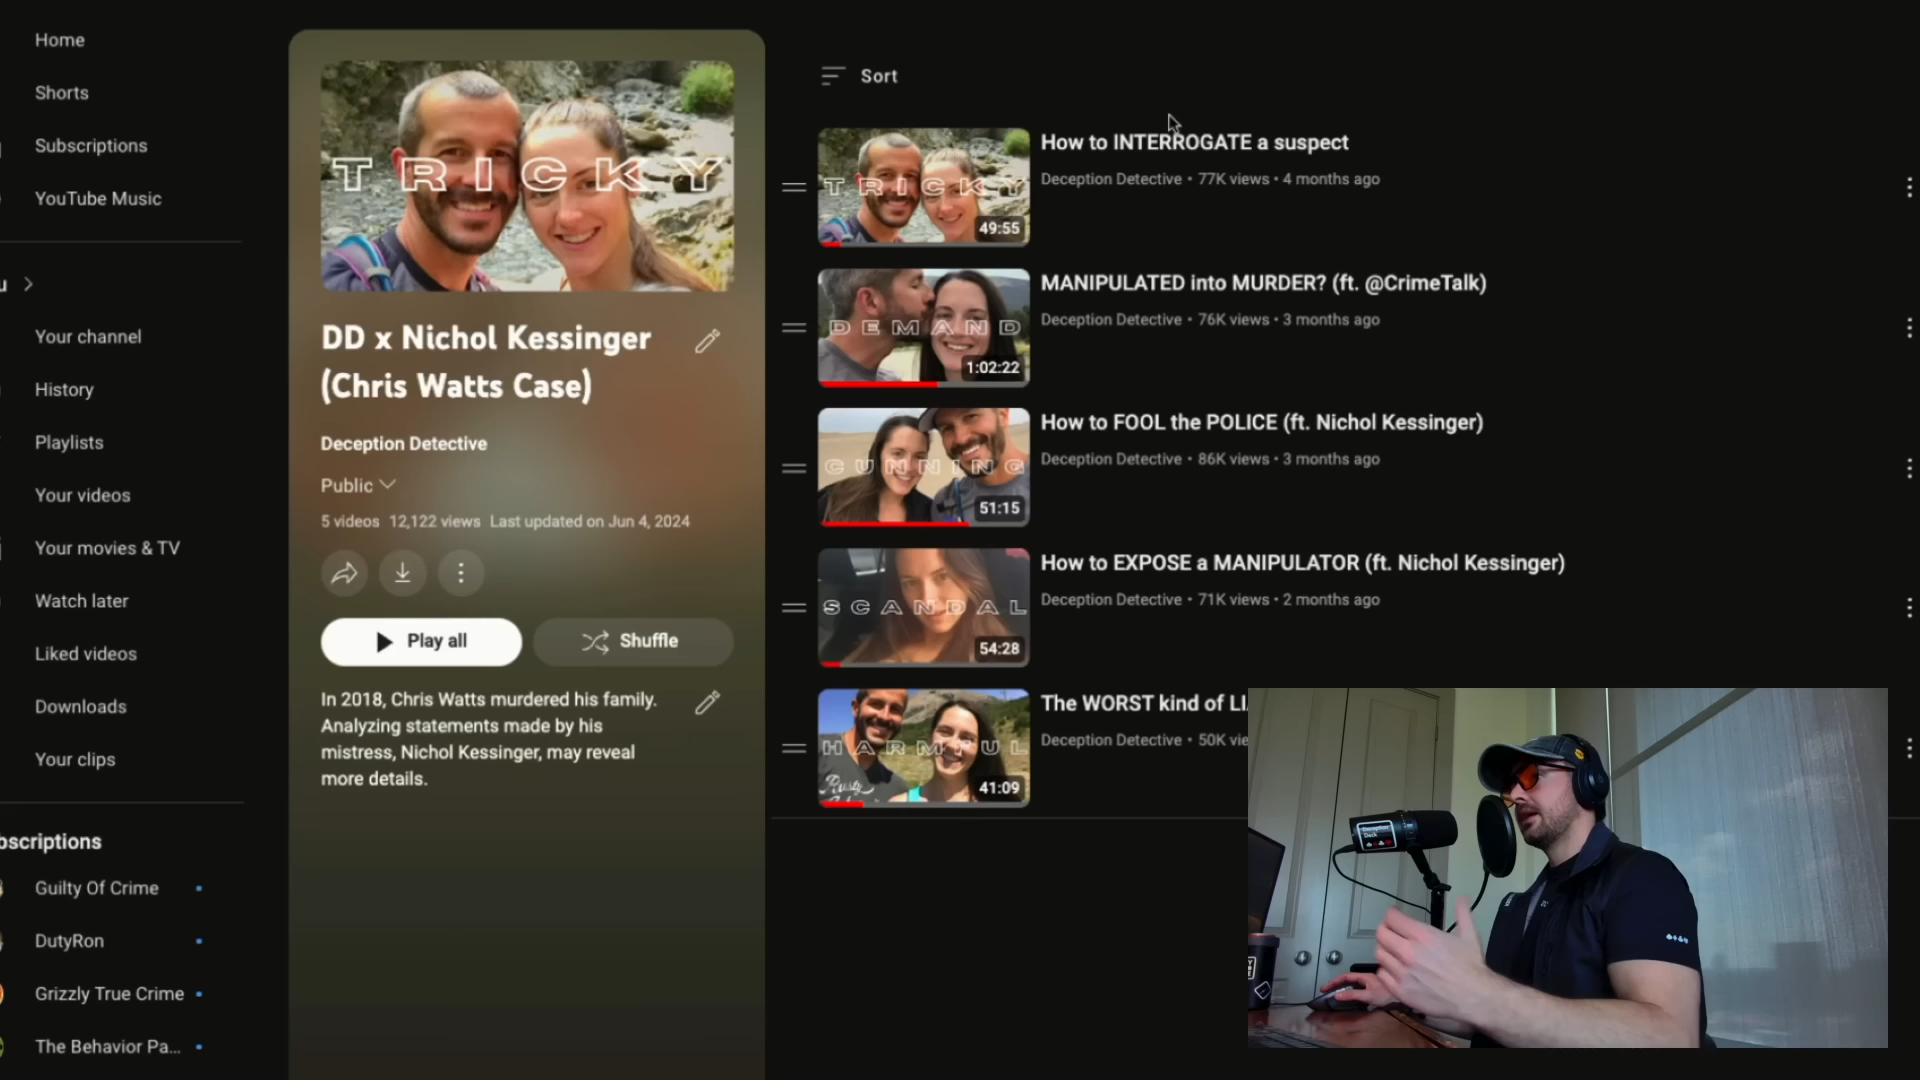 Home
Shorts
Subscriptions
YouTube Music
Your channel
History
Playlists
Your videos
Your movies & TV
Watch later
Liked videos
Downloads
Your clips
Guilty Of Crime
DutyRon
Grizzly True Crime
The Behavior Pa...
TRICKY
DD x Nichol Kessinger
(Chris Watts Case)
Deception Detective
Public
5 videos 12,122 views Last updated on Jun 4, 2024
Play all
Shuffle
In 2018, Chris Watts murdered his family.
Analyzing statements made by his
mistress, Nichol Kessinger, may reveal
more details.
Sort
TRICKY
49:55
How to INTERROGATE a suspect
Deception Detective • 77K views • 4 months ago
DEMAND
1:02:22
MANIPULATED into MURDER? (ft. @CrimeTalk)
Deception Detective • 76K views • 3 months ago
CUNNING
51:15
How to FOOL the POLICE (ft. Nichol Kessinger)
Deception Detective • 86K views • 3 months ago
SCANDAL
54:28
How to EXPOSE a MANIPULATOR (ft. Nichol Kessinger)
Deception Detective • 71K views • 2 months ago
HARMFUL
Rusty
41:09
The WORST kind of
Deception Detective • 50K